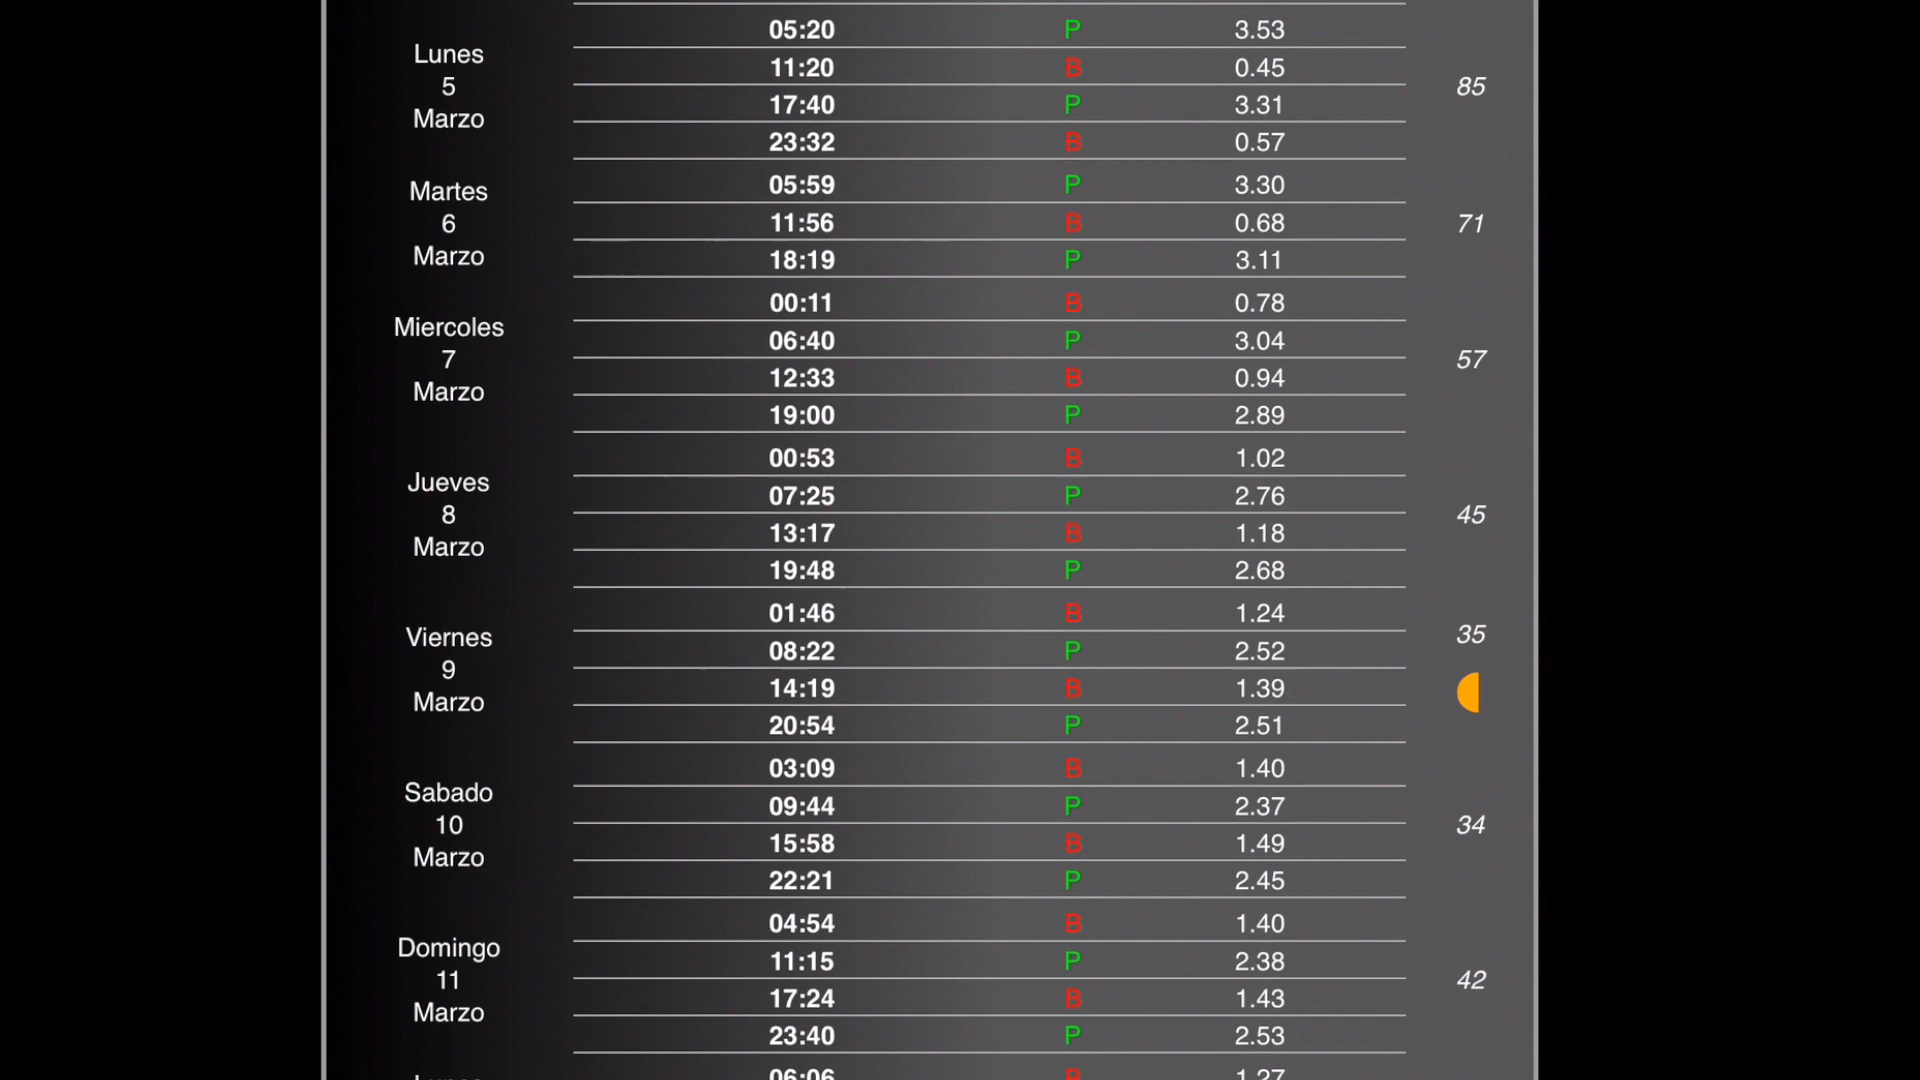 05:20 P 3.53
Lunes
5
Marzo
11:20 B 0.45
17:40 P 3.31
23:32 B 0.57
85
Martes
6
Marzo
05:59 P 3.30
11:56 B 0.68
18:19 P 3.11
71
Miercoles
7
Marzo
00:11 B 0.78
06:40 P 3.04
12:33 B 0.94
19:00 P 2.89
57
Jueves
8
Marzo
00:53 B 1.02
07:25 P 2.76
13:17 B 1.18
19:48 P 2.68
45
Viernes
9
Marzo
01:46 B 1.24
08:22 P 2.52
14:19 B 1.39
20:54 P 2.51
35
Sabado
10
Marzo
03:09 B 1.40
09:44 P 2.37
15:58 B 1.49
22:21 P 2.45
34
Domingo
11
Marzo
04:54 B 1.40
11:15 P 2.38
17:24 B 1.43
23:40 P 2.53
42
06:06 B 1.27